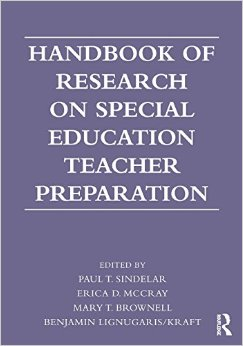 HANDBOOK OF
RESEARCH
ON SPECIAL
EDUCATION
TEACHER
PREPARATION
EDITED BY
PAUL T. SINDELAR
ERICA D. MCCRAY
MARY T. BROWNELL
BENJAMIN LIGNUGARIS/KRAFT
Routledge